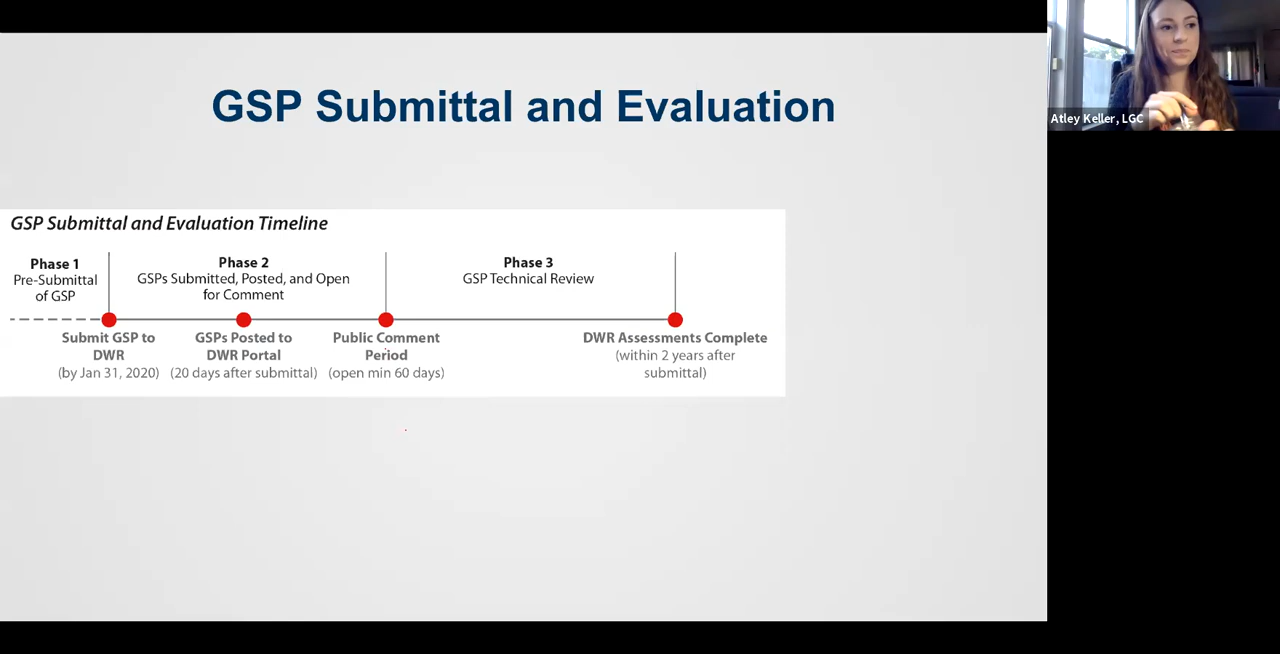 GSP Submittal and Evaluation
Atley Keller, LGC
GSP Submittal and Evaluation Timeline
Phase 1
Pre-Submittal
of GSP
Phase 2
GSPs Submitted, Posted, and Open
for Comment
Phase 3
GSP Technical Review
Submit GSP to
DWR
(by Jan 31, 2020)
GSPs Posted to
DWR Portal
(20 days after submittal)
Public Comment
Period
(open min 60 days)
DWR Assessments Complete
(within 2 years after
submittal)